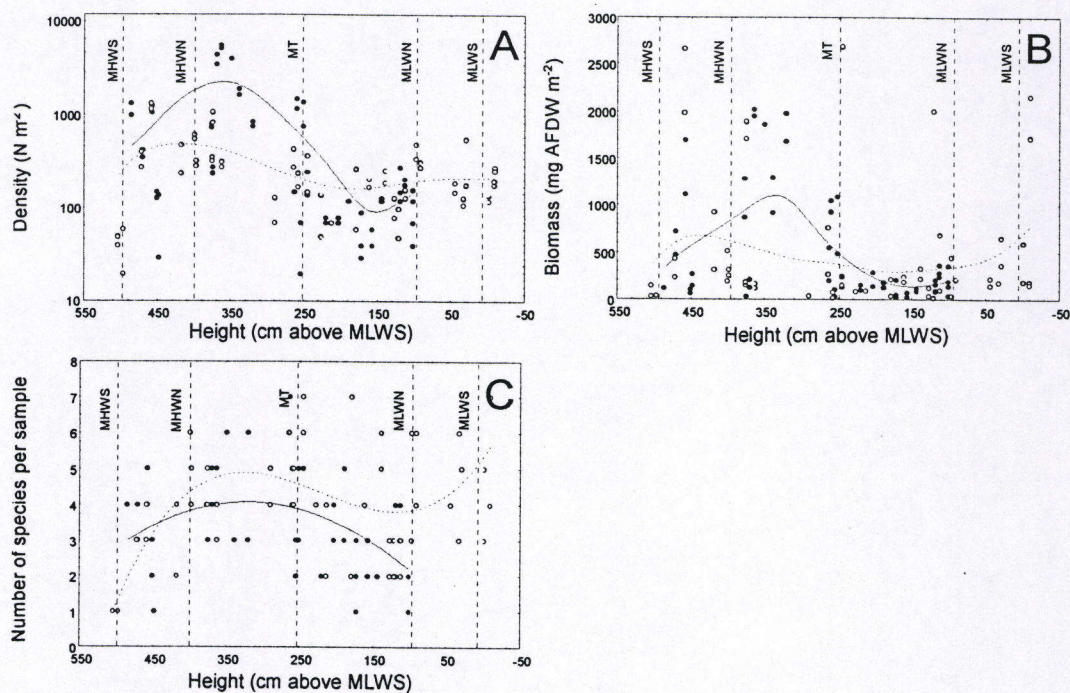 A
Density (N m⁻²)
10000
1000
100
10
MHWS
MHWN
MT
MLWN
MLWS
550
450
350
250
150
50
-50
Height (cm above MLWS)
B
Biomass (mg AFDW m⁻²)
3000
2500
2000
1500
1000
500
0
MHWS
MHWN
MT
MLWN
MLWS
550
450
350
250
150
50
-50
Height (cm above MLWS)
C
Number of species per sample
8
7
6
5
4
3
2
1
0
MHWS
MHWN
MT
MLWN
MLWS
550
450
350
250
150
50
-50
Height (cm above MLWS)